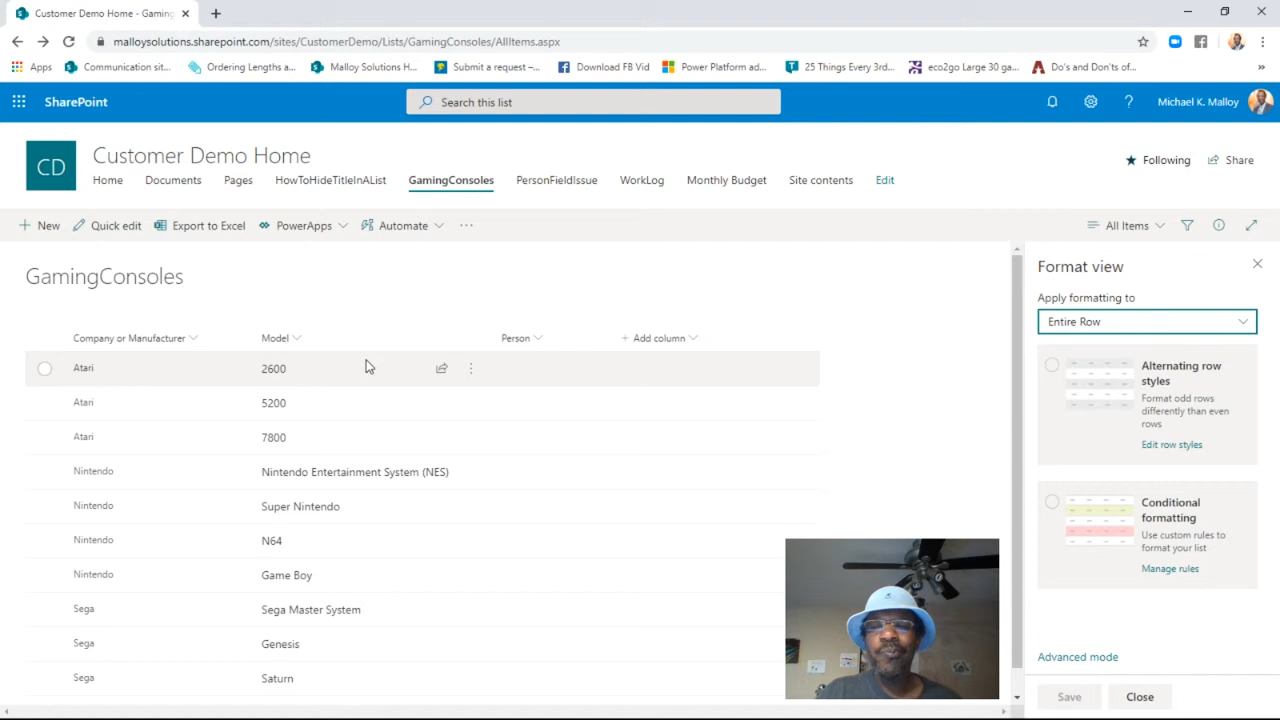 Customer Demo Home - Gaming
malloysolutions.sharepoint.com/sites/CustomerDemo/Lists/GamingConsoles/AllItems.aspx
Apps
Communication sit...
Ordering Lengths a...
Malloy Solutions H...
Submit a request –...
Download FB Vid
Power Platform ad...
25 Things Every 3rd...
eco2go Large 30 ga...
Do's and Don'ts of...
SharePoint
Search this list
Michael K. Malloy
CD
Customer Demo Home
Following
Share
Home
Documents
Pages
HowToHideTitleInAList
GamingConsoles
PersonFieldIssue
WorkLog
Monthly Budget
Site contents
Edit
New
Quick edit
Export to Excel
PowerApps
Automate
All Items
GamingConsoles
Company or Manufacturer
Model
Person
+ Add column
Atari
2600
Atari
5200
Atari
7800
Nintendo
Nintendo Entertainment System (NES)
Nintendo
Super Nintendo
Nintendo
N64
Nintendo
Game Boy
Sega
Sega Master System
Sega
Genesis
Sega
Saturn
Format view
Apply formatting to
Entire Row
Alternating row
styles
Format odd rows
differently than even
rows
Edit row styles
Conditional
formatting
Use custom rules to
format your list
Manage rules
Advanced mode
Save
Close